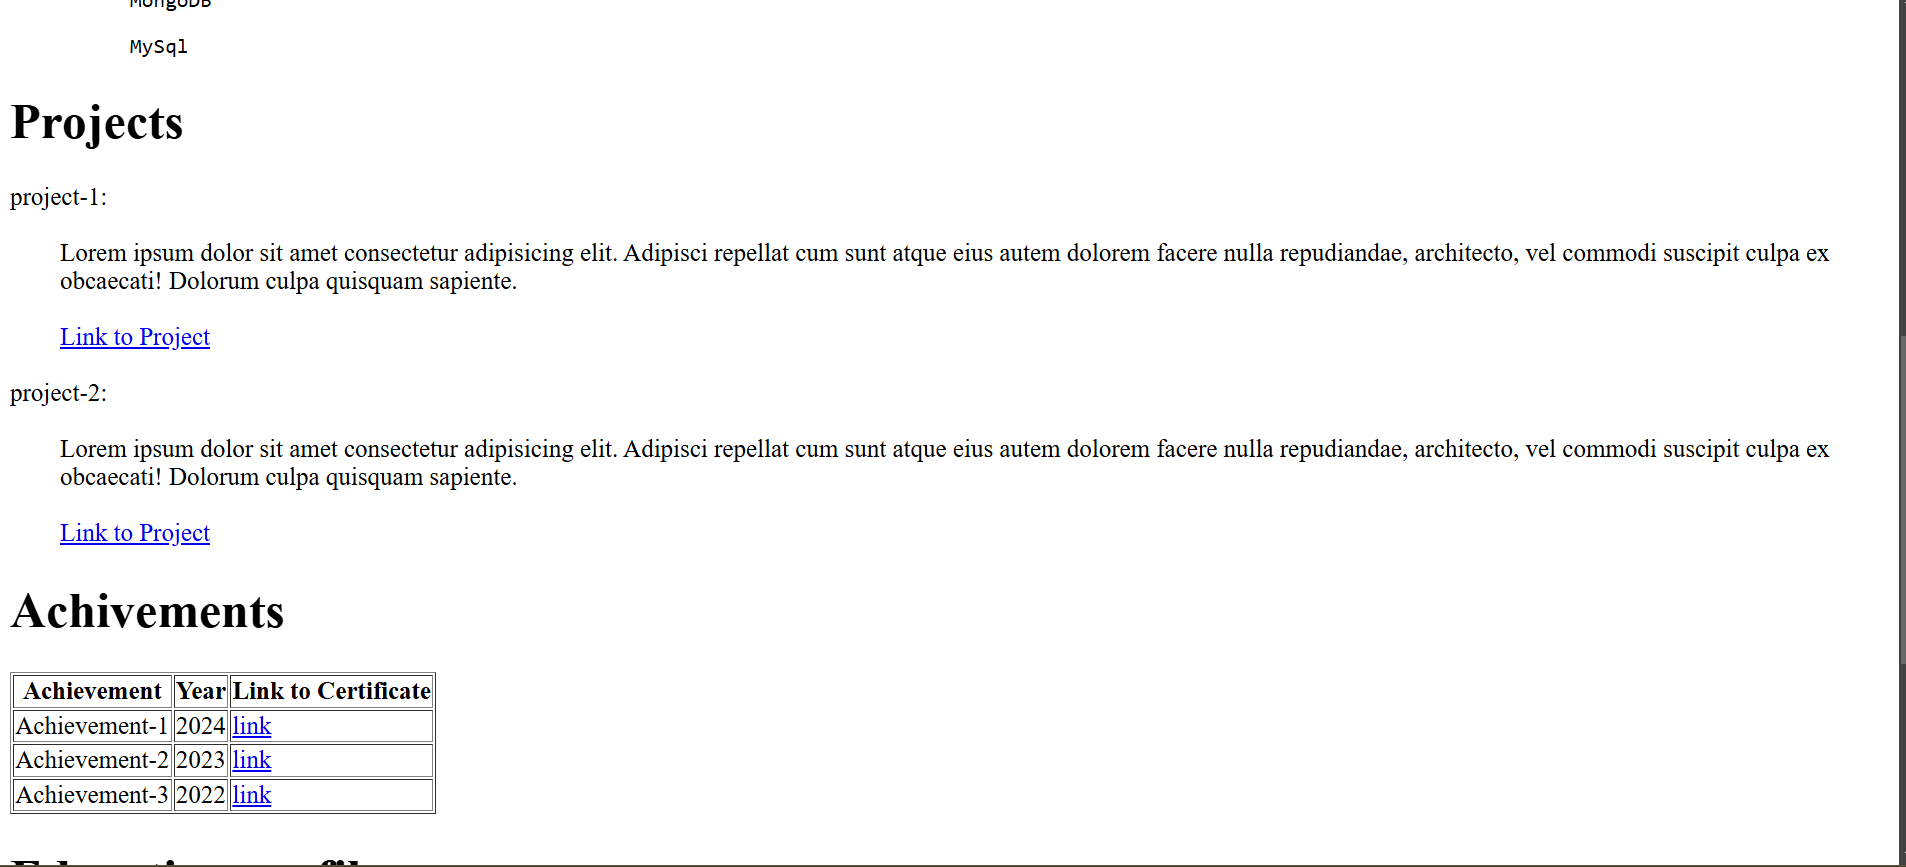 MongoDB
MySql
Projects
project-1:
Lorem ipsum dolor sit amet consectetur adipisicing elit. Adipisci repellat cum sunt atque eius autem dolorem facere nulla repudiandae, architecto, vel commodi suscipit culpa ex
obcaecati! Dolorum culpa quisquam sapiente.
Link to Project
project-2:
Lorem ipsum dolor sit amet consectetur adipisicing elit. Adipisci repellat cum sunt atque eius autem dolorem facere nulla repudiandae, architecto, vel commodi suscipit culpa ex
obcaecati! Dolorum culpa quisquam sapiente.
Link to Project
Achivements
Achievement Year Link to Certificate
Achievement-1 2024 link
Achievement-2 2023 link
Achievement-3 2022 link